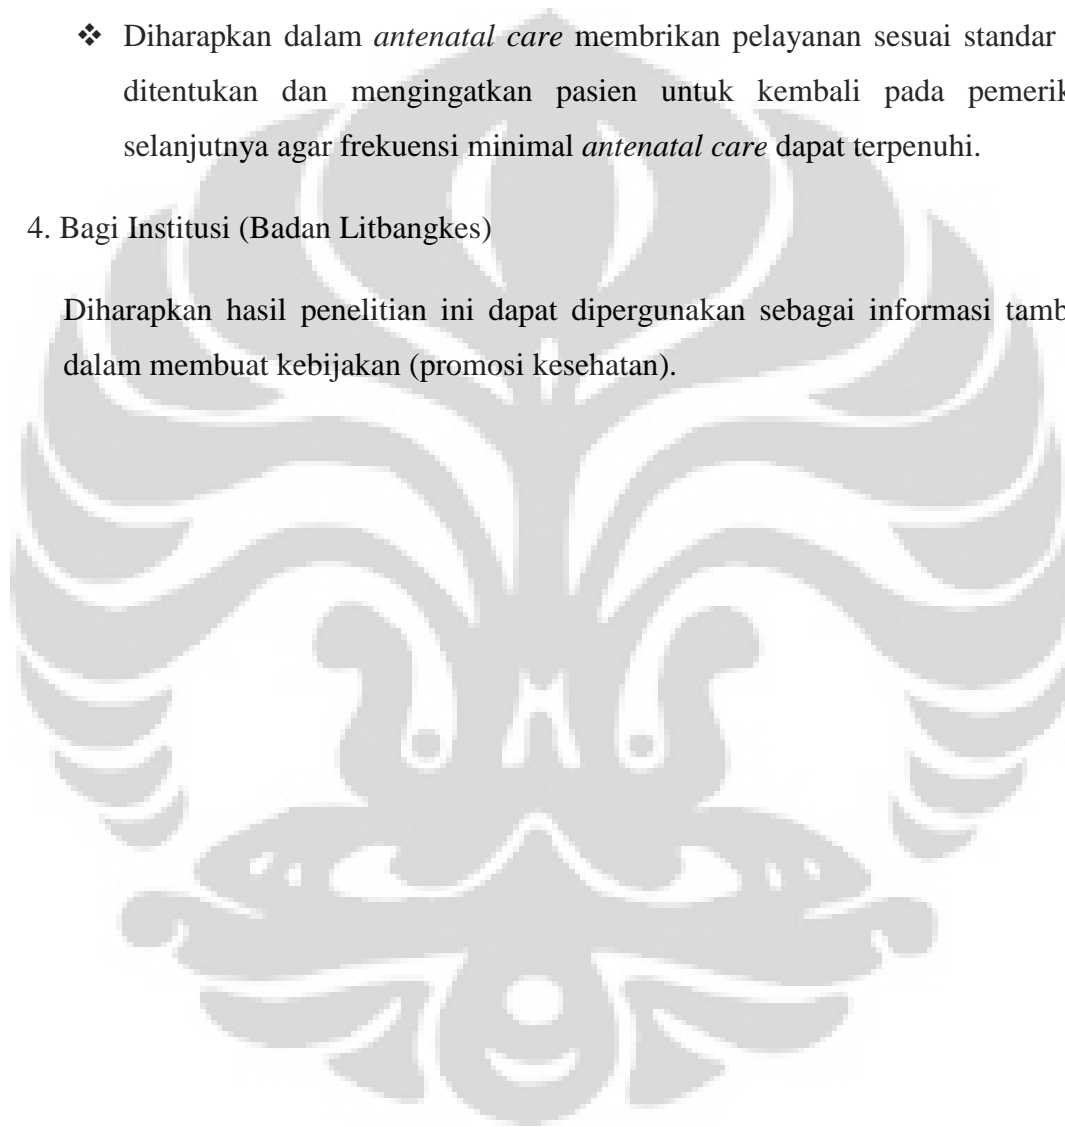 ❖ Diharapkan dalam antenatal care membrikan pelayanan sesuai standar
ditentukan dan mengingatkan pasien untuk kembali pada
selanjutnya agar frekuensi minimal antenatal care dapat terpenuhi.
4. Bagi Institusi (Badan Litbangkes)
Diharapkan hasil penelitian ini dapat dipergunakan sebagai informasi
dalam membuat kebijakan (promosi kesehatan).